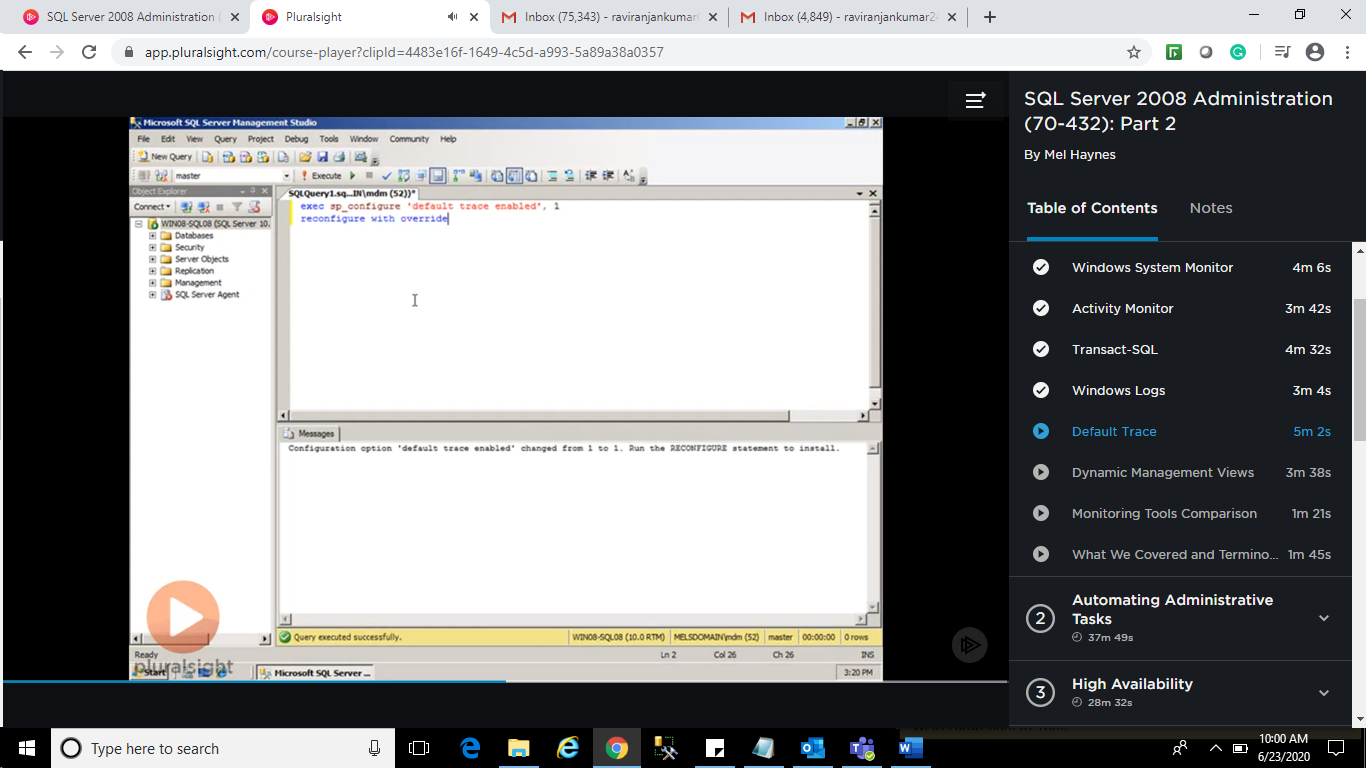 SQL Server 2008 Administration (
Pluralsight
Inbox (75,343) - raviranjankumar
Inbox (4,849) - raviranjankumar2
app.pluralsight.com/course-player?clipId=4483e16f-1649-4c5d-a993-5a89a38a0357
Microsoft SQL Server Management Studio
File Edit View Query Project Debug Tools Window Community Help
New Query
master
Execute
Object Explorer
SQLQuery1.sq...IN\mdm (52))*
Connect
exec sp_configure 'default trace enabled', 1
reconfigure with override
WIN08-SQL08 (SQL Server 10.
Databases
Security
Server Objects
Replication
Management
SQL Server Agent
Messages
Configuration option 'default trace enabled' changed from 1 to 1. Run the RECONFIGURE statement to install.
Query executed successfully.
WIN08-SQL08 (10.0 RTM) MELSDOMAIN\mdm (52) master 00:00:00 0 rows
Ready
Ln 2 Col 26 Ch 26 INS
pluralsight
Start
Microsoft SQL Server ...
3:20 PM
SQL Server 2008 Administration
(70-432): Part 2
By Mel Haynes
Table of Contents Notes
Windows System Monitor 4m 6s
Activity Monitor 3m 42s
Transact-SQL 4m 32s
Windows Logs 3m 4s
Default Trace 5m 2s
Dynamic Management Views 3m 38s
Monitoring Tools Comparison 1m 21s
What We Covered and Termino... 1m 45s
2
Automating Administrative
Tasks
37m 49s
3
High Availability
28m 32s
Type here to search
10:00 AM
6/23/2020